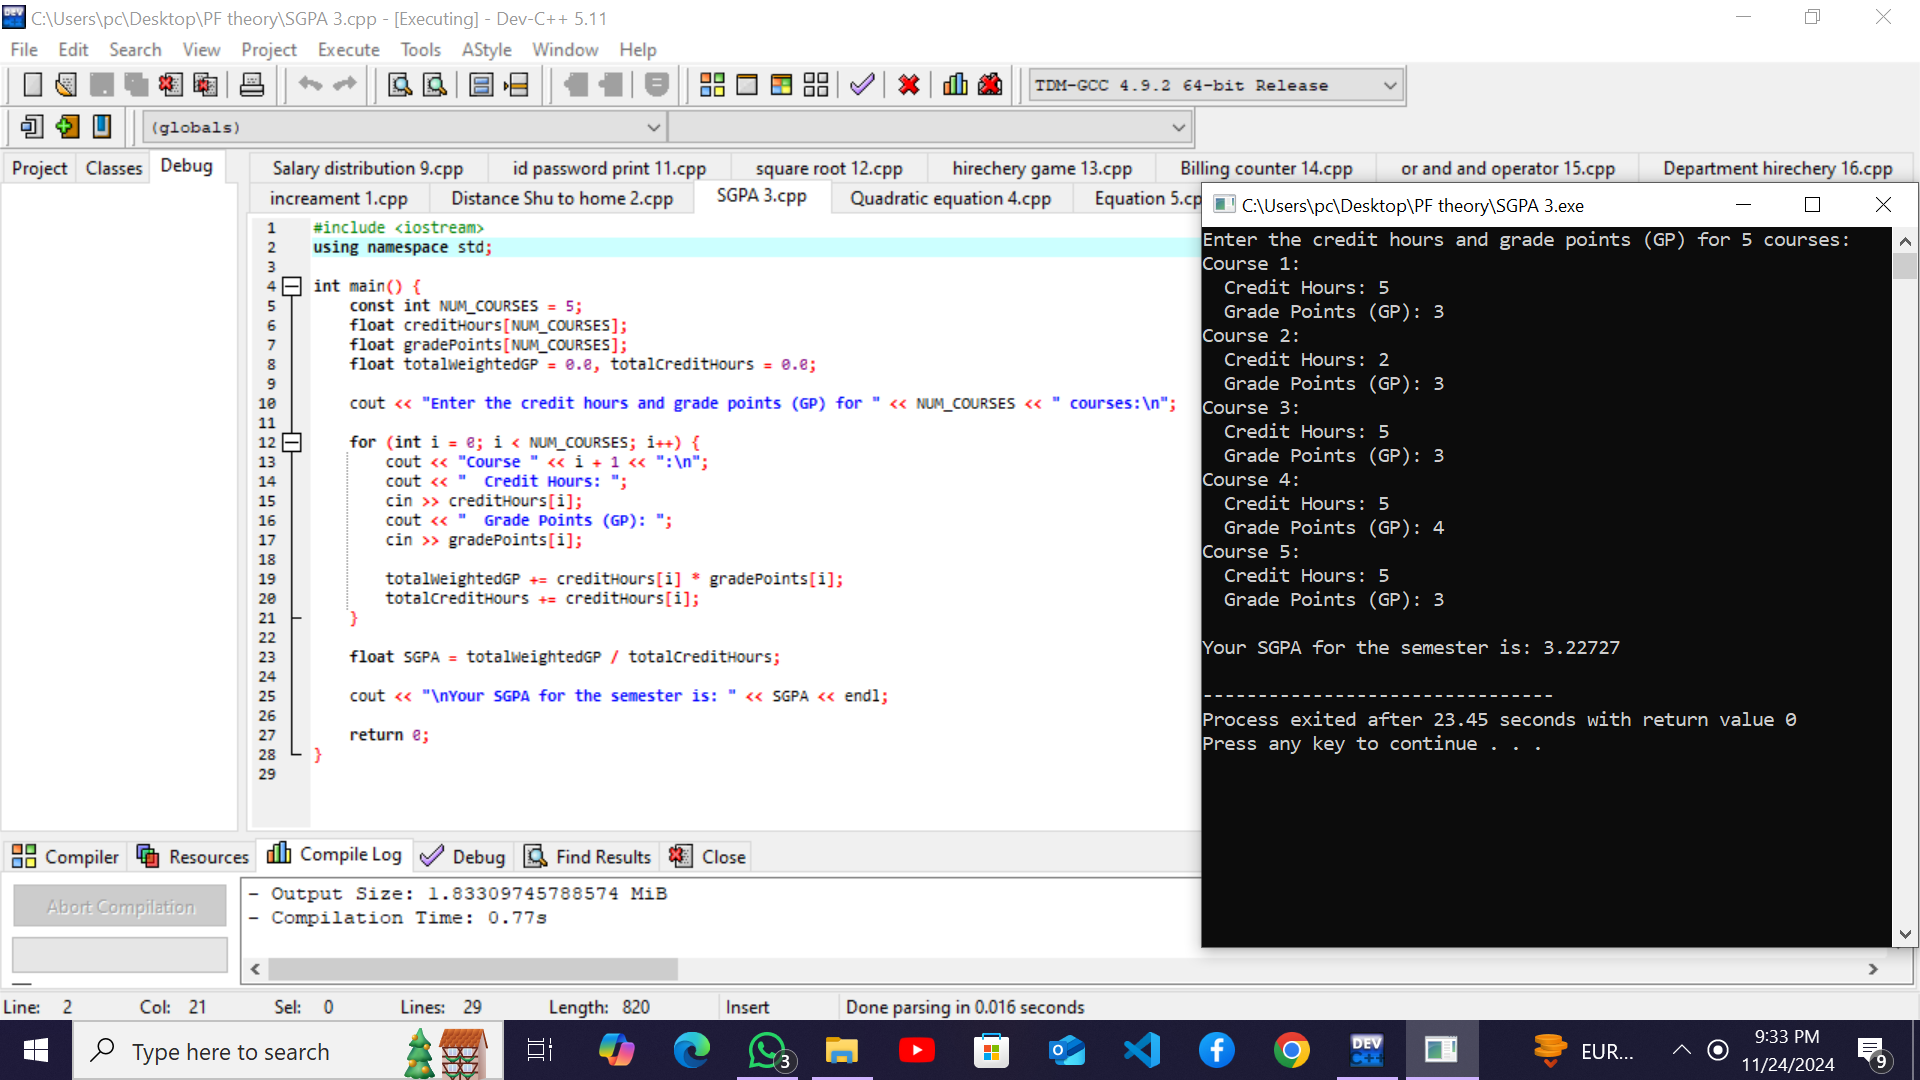 C:\Users\pc\Desktop\PF theory\SGPA 3.cpp - [Executing] - Dev-C++ 5.11
File Edit Search View Project Execute Tools AStyle Window Help
TDM-GCC 4.9.2 64-bit Release
(globals)
Project Classes Debug
Salary distribution 9.cpp id password print 11.cpp square root 12.cpp hirechery game 13.cpp Billing counter 14.cpp or and and operator 15.cpp Department hirechery 16.cpp
increament 1.cpp Distance Shu to home 2.cpp SGPA 3.cpp Quadratic equation 4.cpp Equation 5.cp
1 #include <iostream>
2 using namespace std;
3
4 int main() {
5 const int NUM_COURSES = 5;
6 float creditHours[NUM_COURSES];
7 float gradePoints[NUM_COURSES];
8 float totalWeightedGP = 0.0, totalCreditHours = 0.0;
9
10 cout << "Enter the credit hours and grade points (GP) for " << NUM_COURSES << " courses:\n";
11
12 for (int i = 0; i < NUM_COURSES; i++) {
13 cout << "Course " << i + 1 << ":\n";
14 cout << "  Credit Hours: ";
15 cin >> creditHours[i];
16 cout << "  Grade Points (GP): ";
17 cin >> gradePoints[i];
18
19 totalWeightedGP += creditHours[i] * gradePoints[i];
20 totalCreditHours += creditHours[i];
21 }
22
23 float SGPA = totalWeightedGP / totalCreditHours;
24
25 cout << "\nYour SGPA for the semester is: " << SGPA << endl;
26
27 return 0;
28 }
29
C:\Users\pc\Desktop\PF theory\SGPA 3.exe
Enter the credit hours and grade points (GP) for 5 courses:
Course 1:
Credit Hours: 5
Grade Points (GP): 3
Course 2:
Credit Hours: 2
Grade Points (GP): 3
Course 3:
Credit Hours: 5
Grade Points (GP): 3
Course 4:
Credit Hours: 5
Grade Points (GP): 4
Course 5:
Credit Hours: 5
Grade Points (GP): 3
Your SGPA for the semester is: 3.22727
--------------------------------
Process exited after 23.45 seconds with return value 0
Press any key to continue . . .
Compiler Resources Compile Log Debug Find Results Close
Abort Compilation
- Output Size: 1.83309745788574 MiB
- Compilation Time: 0.77s
Line: 2 Col: 21 Sel: 0 Lines: 29 Length: 820 Insert Done parsing in 0.016 seconds
Type here to search
3
DEV
C++
EUR...
9:33 PM
11/24/2024
9